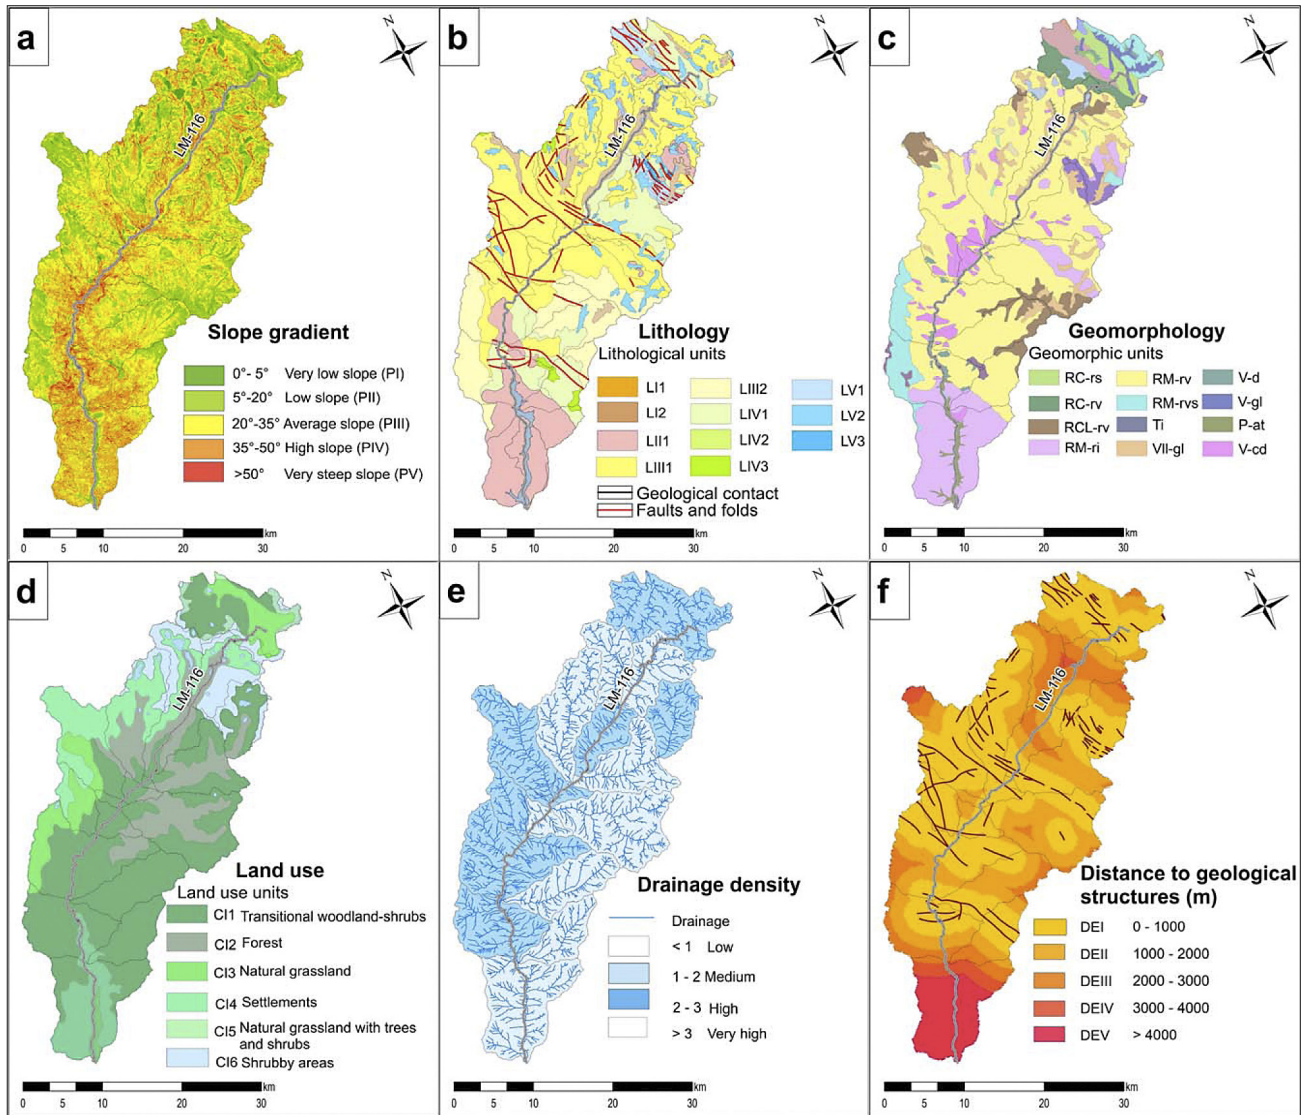 a
N
LM-116
Slope gradient
0°- 5° Very low slope (PI)
5°-20° Low slope (PII)
20°-35° Average slope (PIII)
35°-50° High slope (PIV)
>50° Very steep slope (PV)
km
0 5 10 20 30
b
N
LM-116
Lithology
Lithological units
LI1 LIII2 LV1
LI2 LIV1 LV2
LII1 LIV2 LV3
LIII1 LIV3
Geological contact
Faults and folds
km
0 5 10 20 30
c
N
LM-116
Geomorphology
Geomorphic units
RC-rs RM-rv V-d
RC-rv RM-rvs V-gl
RCL-rv Ti P-at
RM-ri VII-gl V-cd
0 5 10 20 30
d
N
LM-116
Land use
Land use units
Cl1 Transitional woodland-shrubs
Cl2 Forest
Cl3 Natural grassland
Cl4 Settlements
Cl5 Natural grassland with trees
and shrubs
Cl6 Shrubby areas
km
0 5 10 20 30
e
N
LM-116
Drainage density
Drainage
< 1 Low
1 - 2 Medium
2 - 3 High
> 3 Very high
km
0 5 10 20 30
f
N
LM-116
Distance to geological
structures (m)
DEI 0 - 1000
DEII 1000 - 2000
DEIII 2000 - 3000
DEIV 3000 - 4000
DEV > 4000
km
0 5 10 20 30